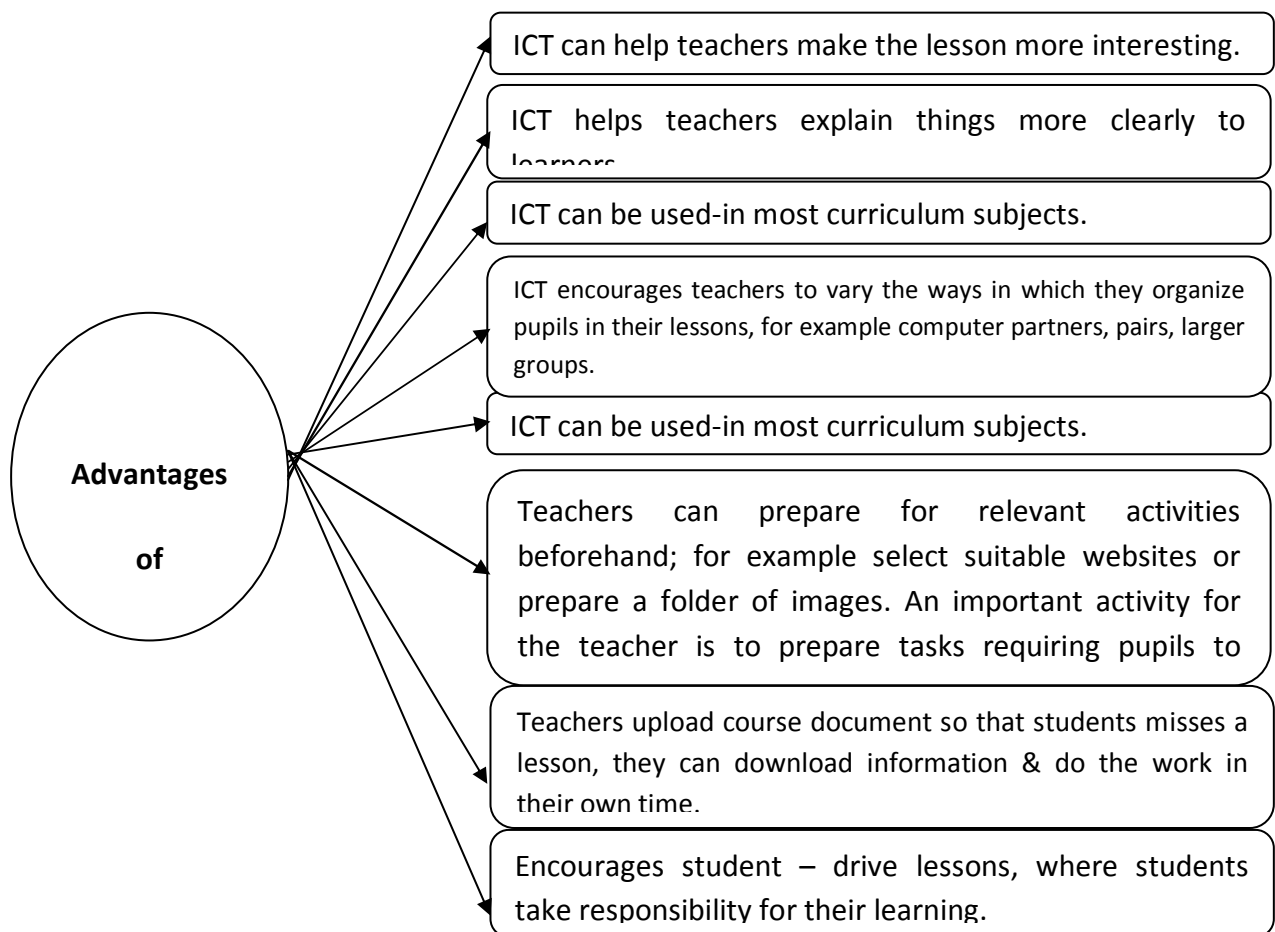 ICT can help teachers make the lesson more interesting.
ICT helps teachers explain things more clearly to
learners
ICT can be used-in most curriculum subjects.
ICT encourages teachers to vary the ways in which they organize
pupils in their lessons, for example computer partners, pairs, larger
groups.
ICT can be used-in most curriculum subjects.
Advantages
of
Teachers can prepare for relevant activities
beforehand; for example select suitable websites or
prepare a folder of images. An important activity for
the teacher is to prepare tasks requiring pupils to
Teachers upload course document so that students misses a
lesson, they can download information & do the work in
their own time.
Encourages student – drive lessons, where students
take responsibility for their learning.